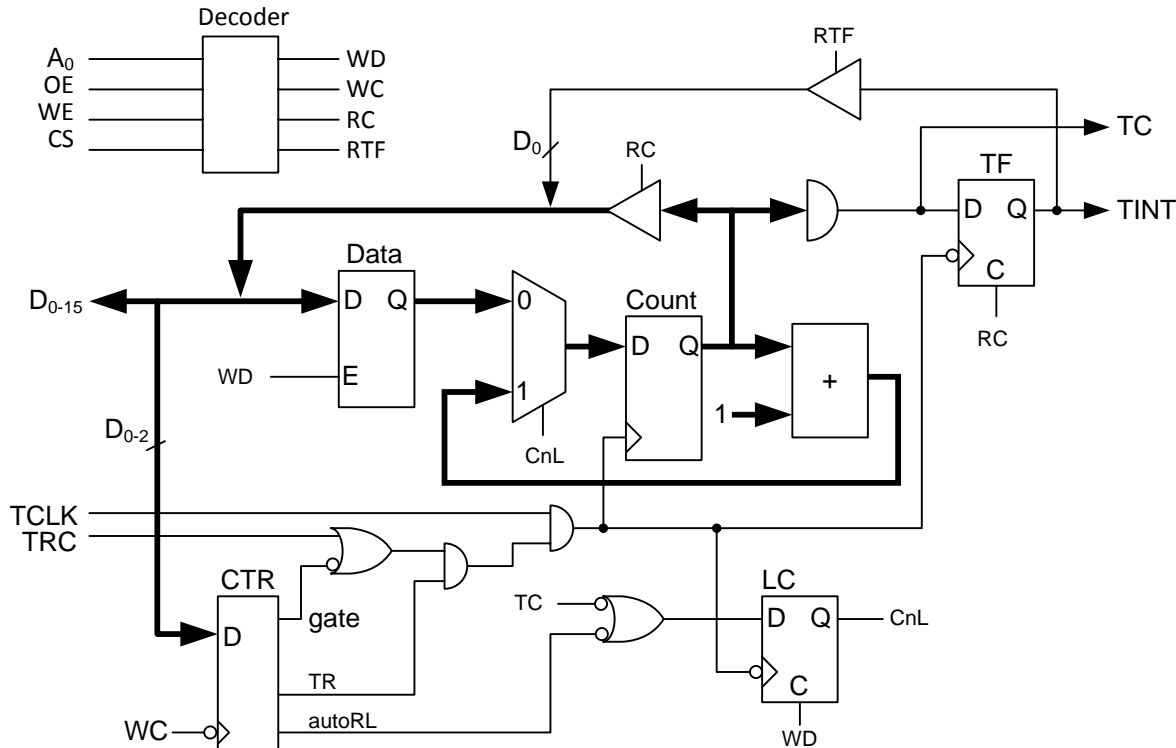 Decoder
A0
OE
WE
CS
WD
WC
RC
RTF
RTF
D0
TC
RC
TF
D Q
C
RC
TINT
Data
D Q
E
WD
D0-15
0
1
CnL
Count
D Q
+
1
D0-2
TCLK
TRC
CTR
D
gate
TR
autoRL
WC
TC
LC
D Q
C
WD
CnL